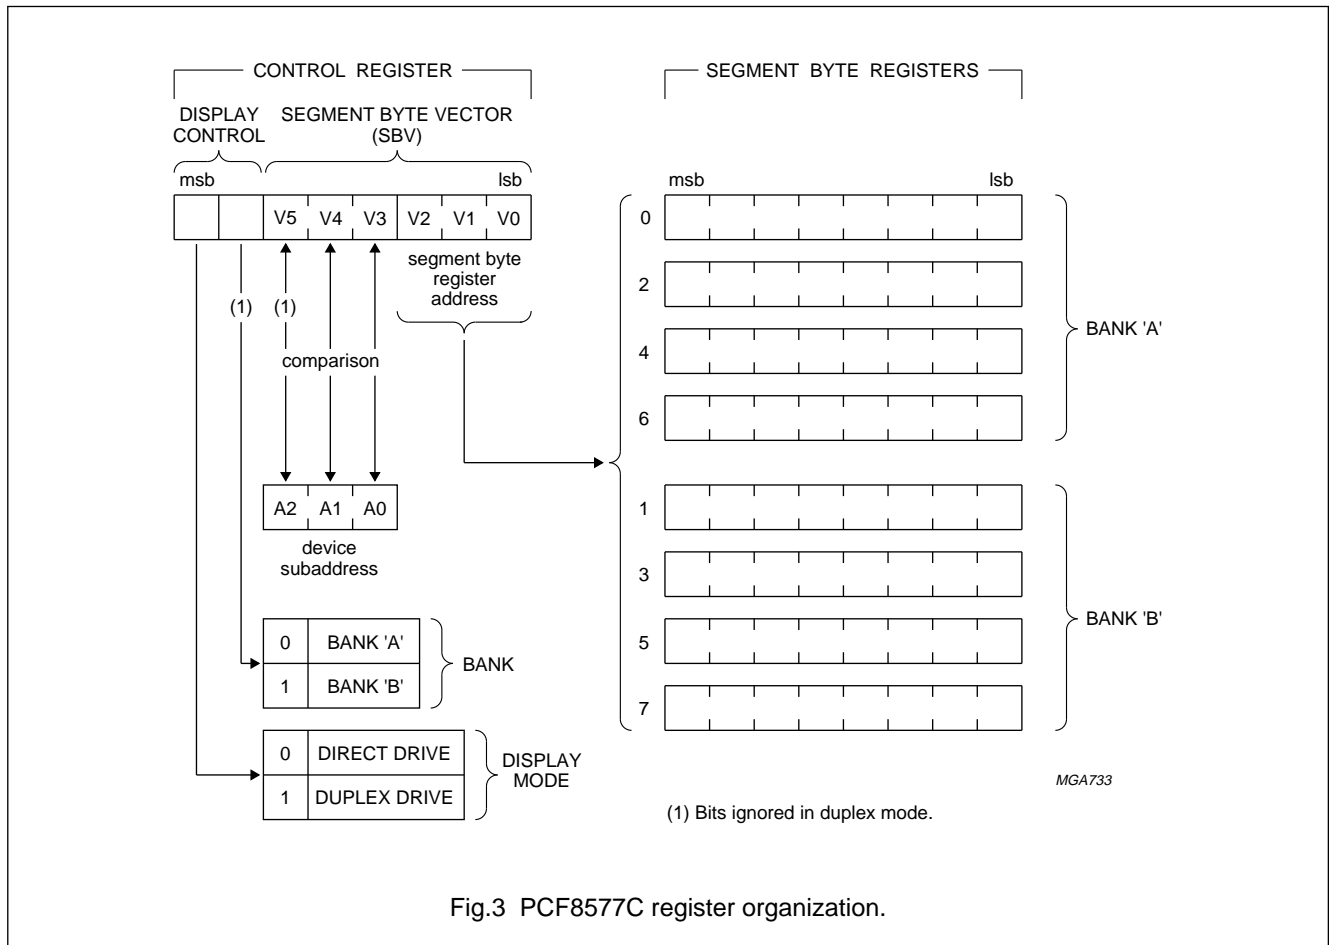 CONTROL REGISTER
SEGMENT BYTE REGISTERS
DISPLAY CONTROL
SEGMENT BYTE VECTOR (SBV)
msb
lsb
V5 V4 V3 V2 V1 V0
segment byte
register
address
(1) (1)
comparison
A2 A1 A0
device
subaddress
0 BANK 'A'
1 BANK 'B'
BANK
0 DIRECT DRIVE
1 DUPLEX DRIVE
DISPLAY
MODE
msb
lsb
0
2
4
6
BANK 'A'
1
3
5
7
BANK 'B'
MGA733
(1) Bits ignored in duplex mode.
Fig.3 PCF8577C register organization.